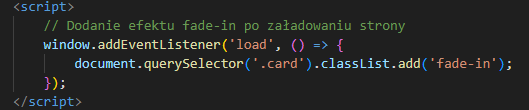 <script>
// Dodanie efektu fade-in po załadowaniu strony
window.addEventListener('load', () => {
document.querySelector('.card').classList.add('fade-in');
});
</script>